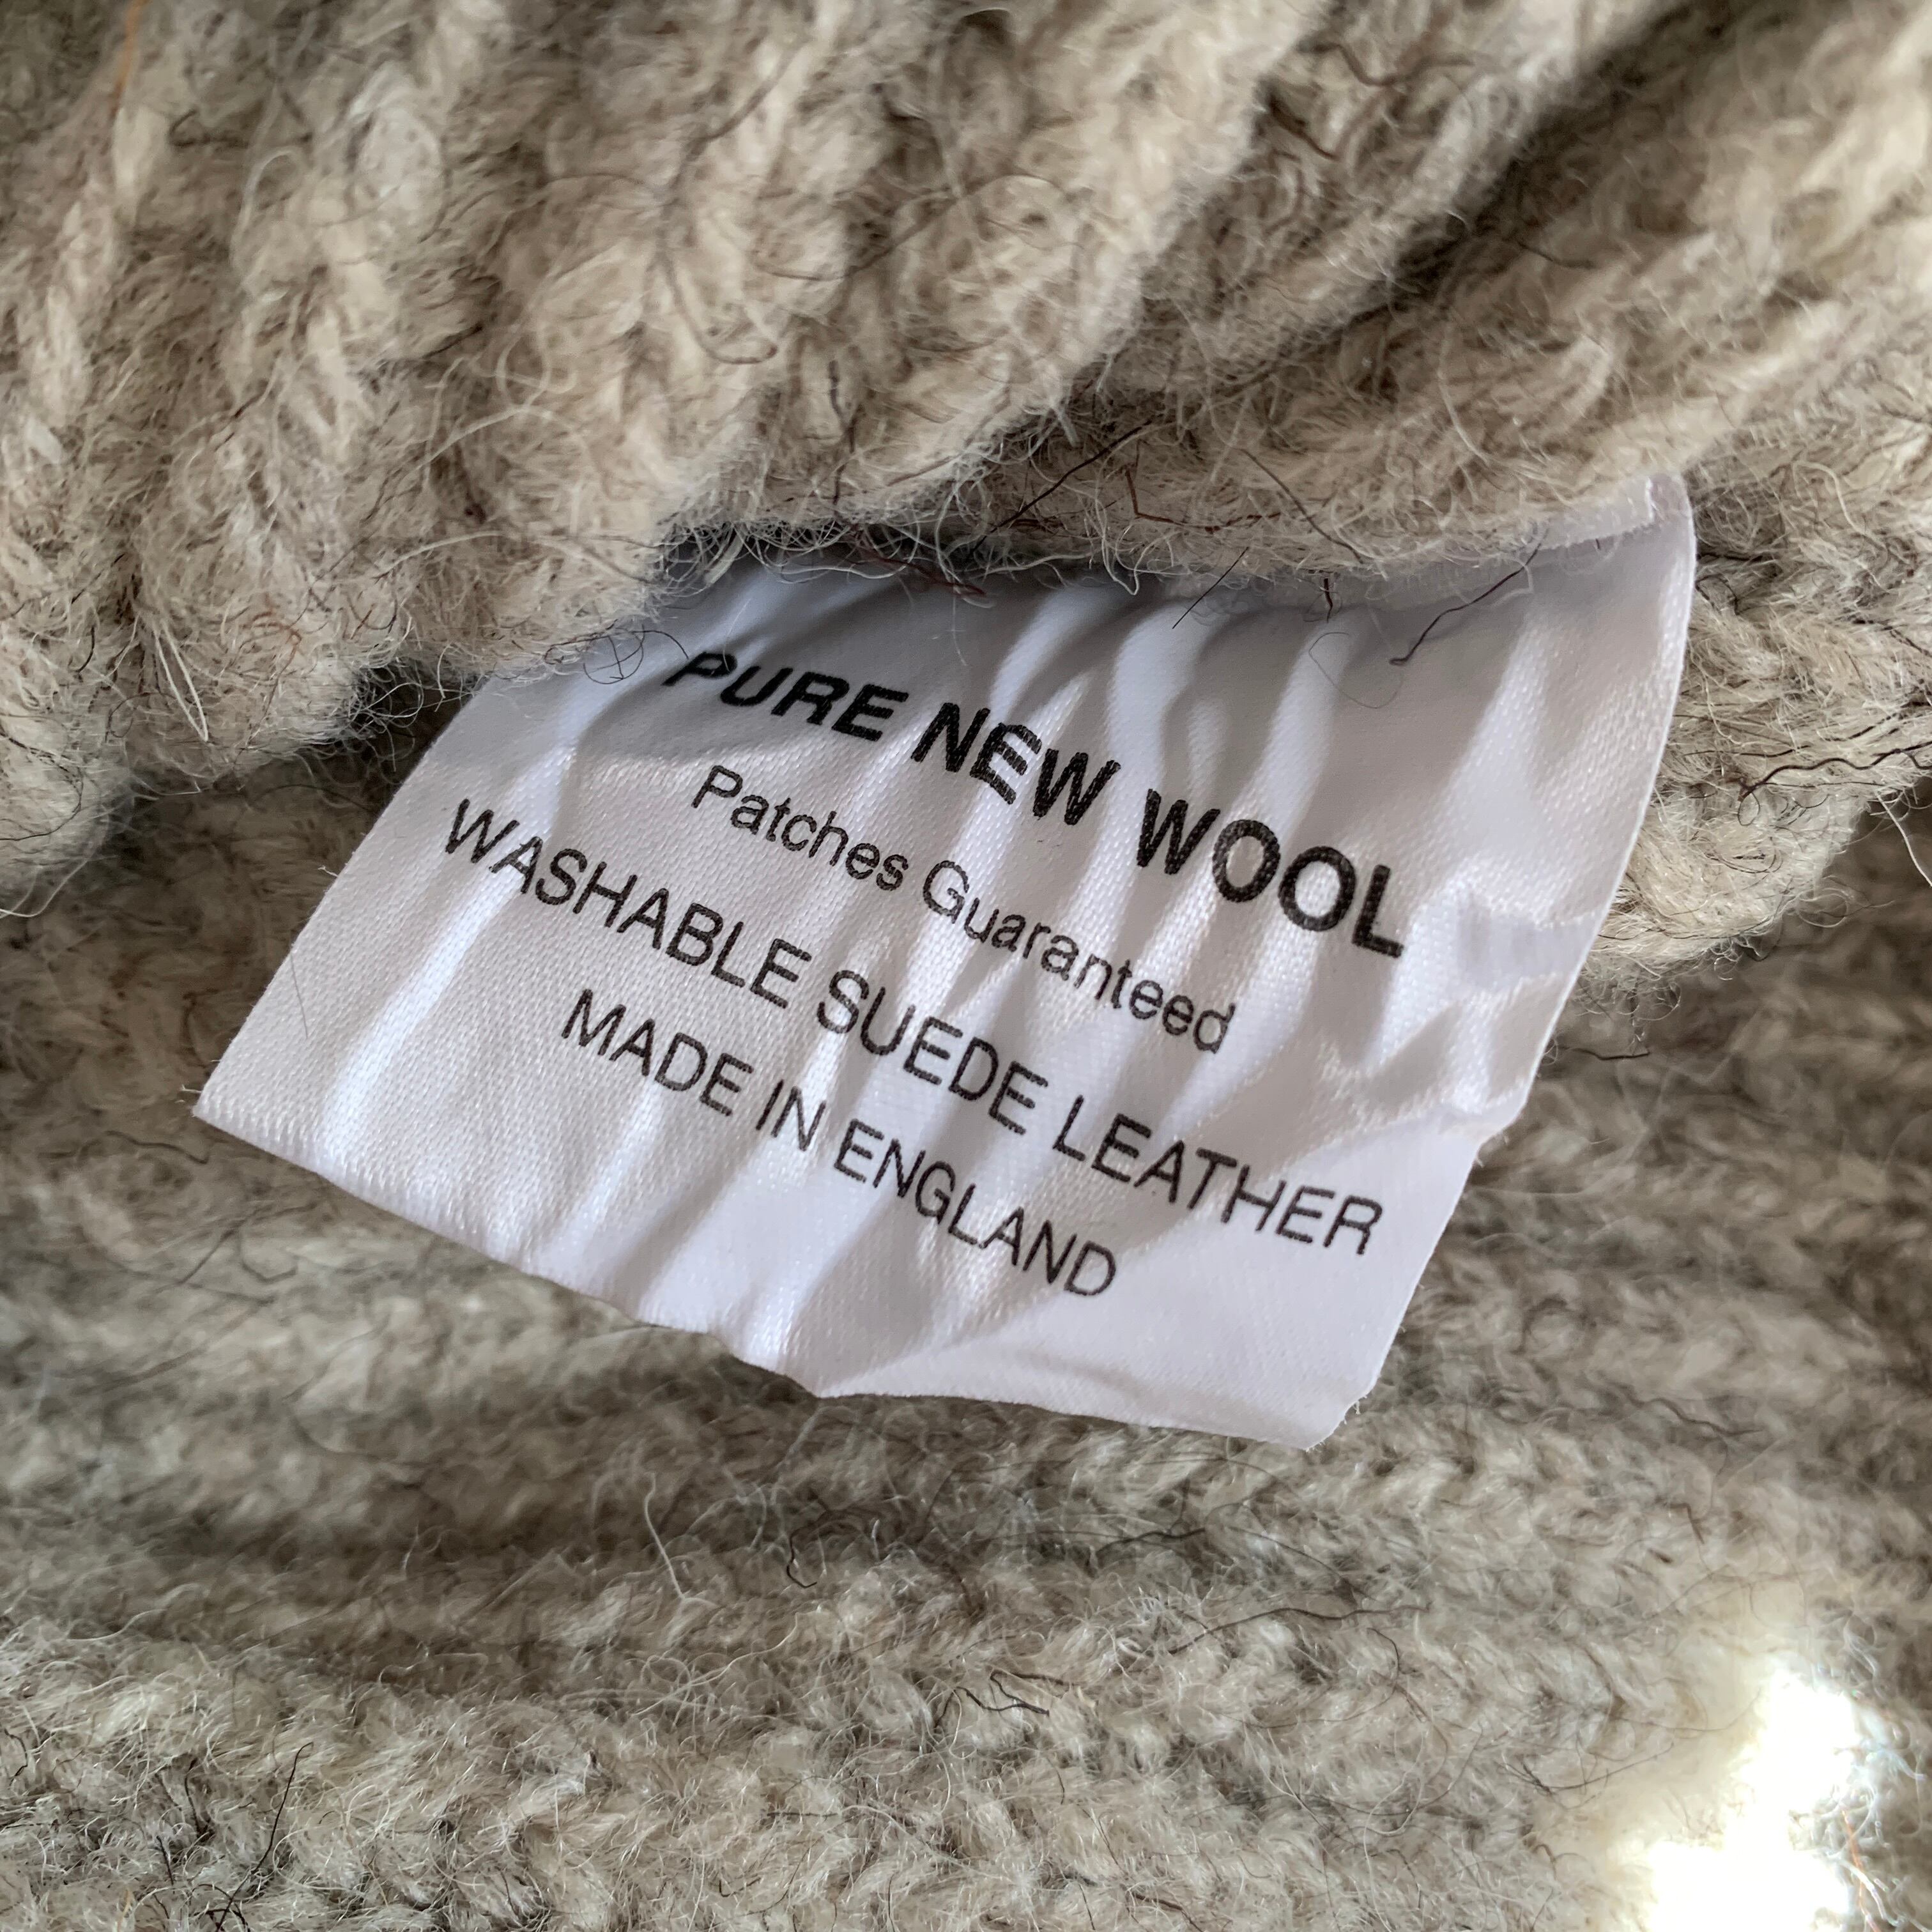 PURE NEW WOOL
Patches Guaranteed
WASHABLE SUEDE LEATHER
MADE IN ENGLAND